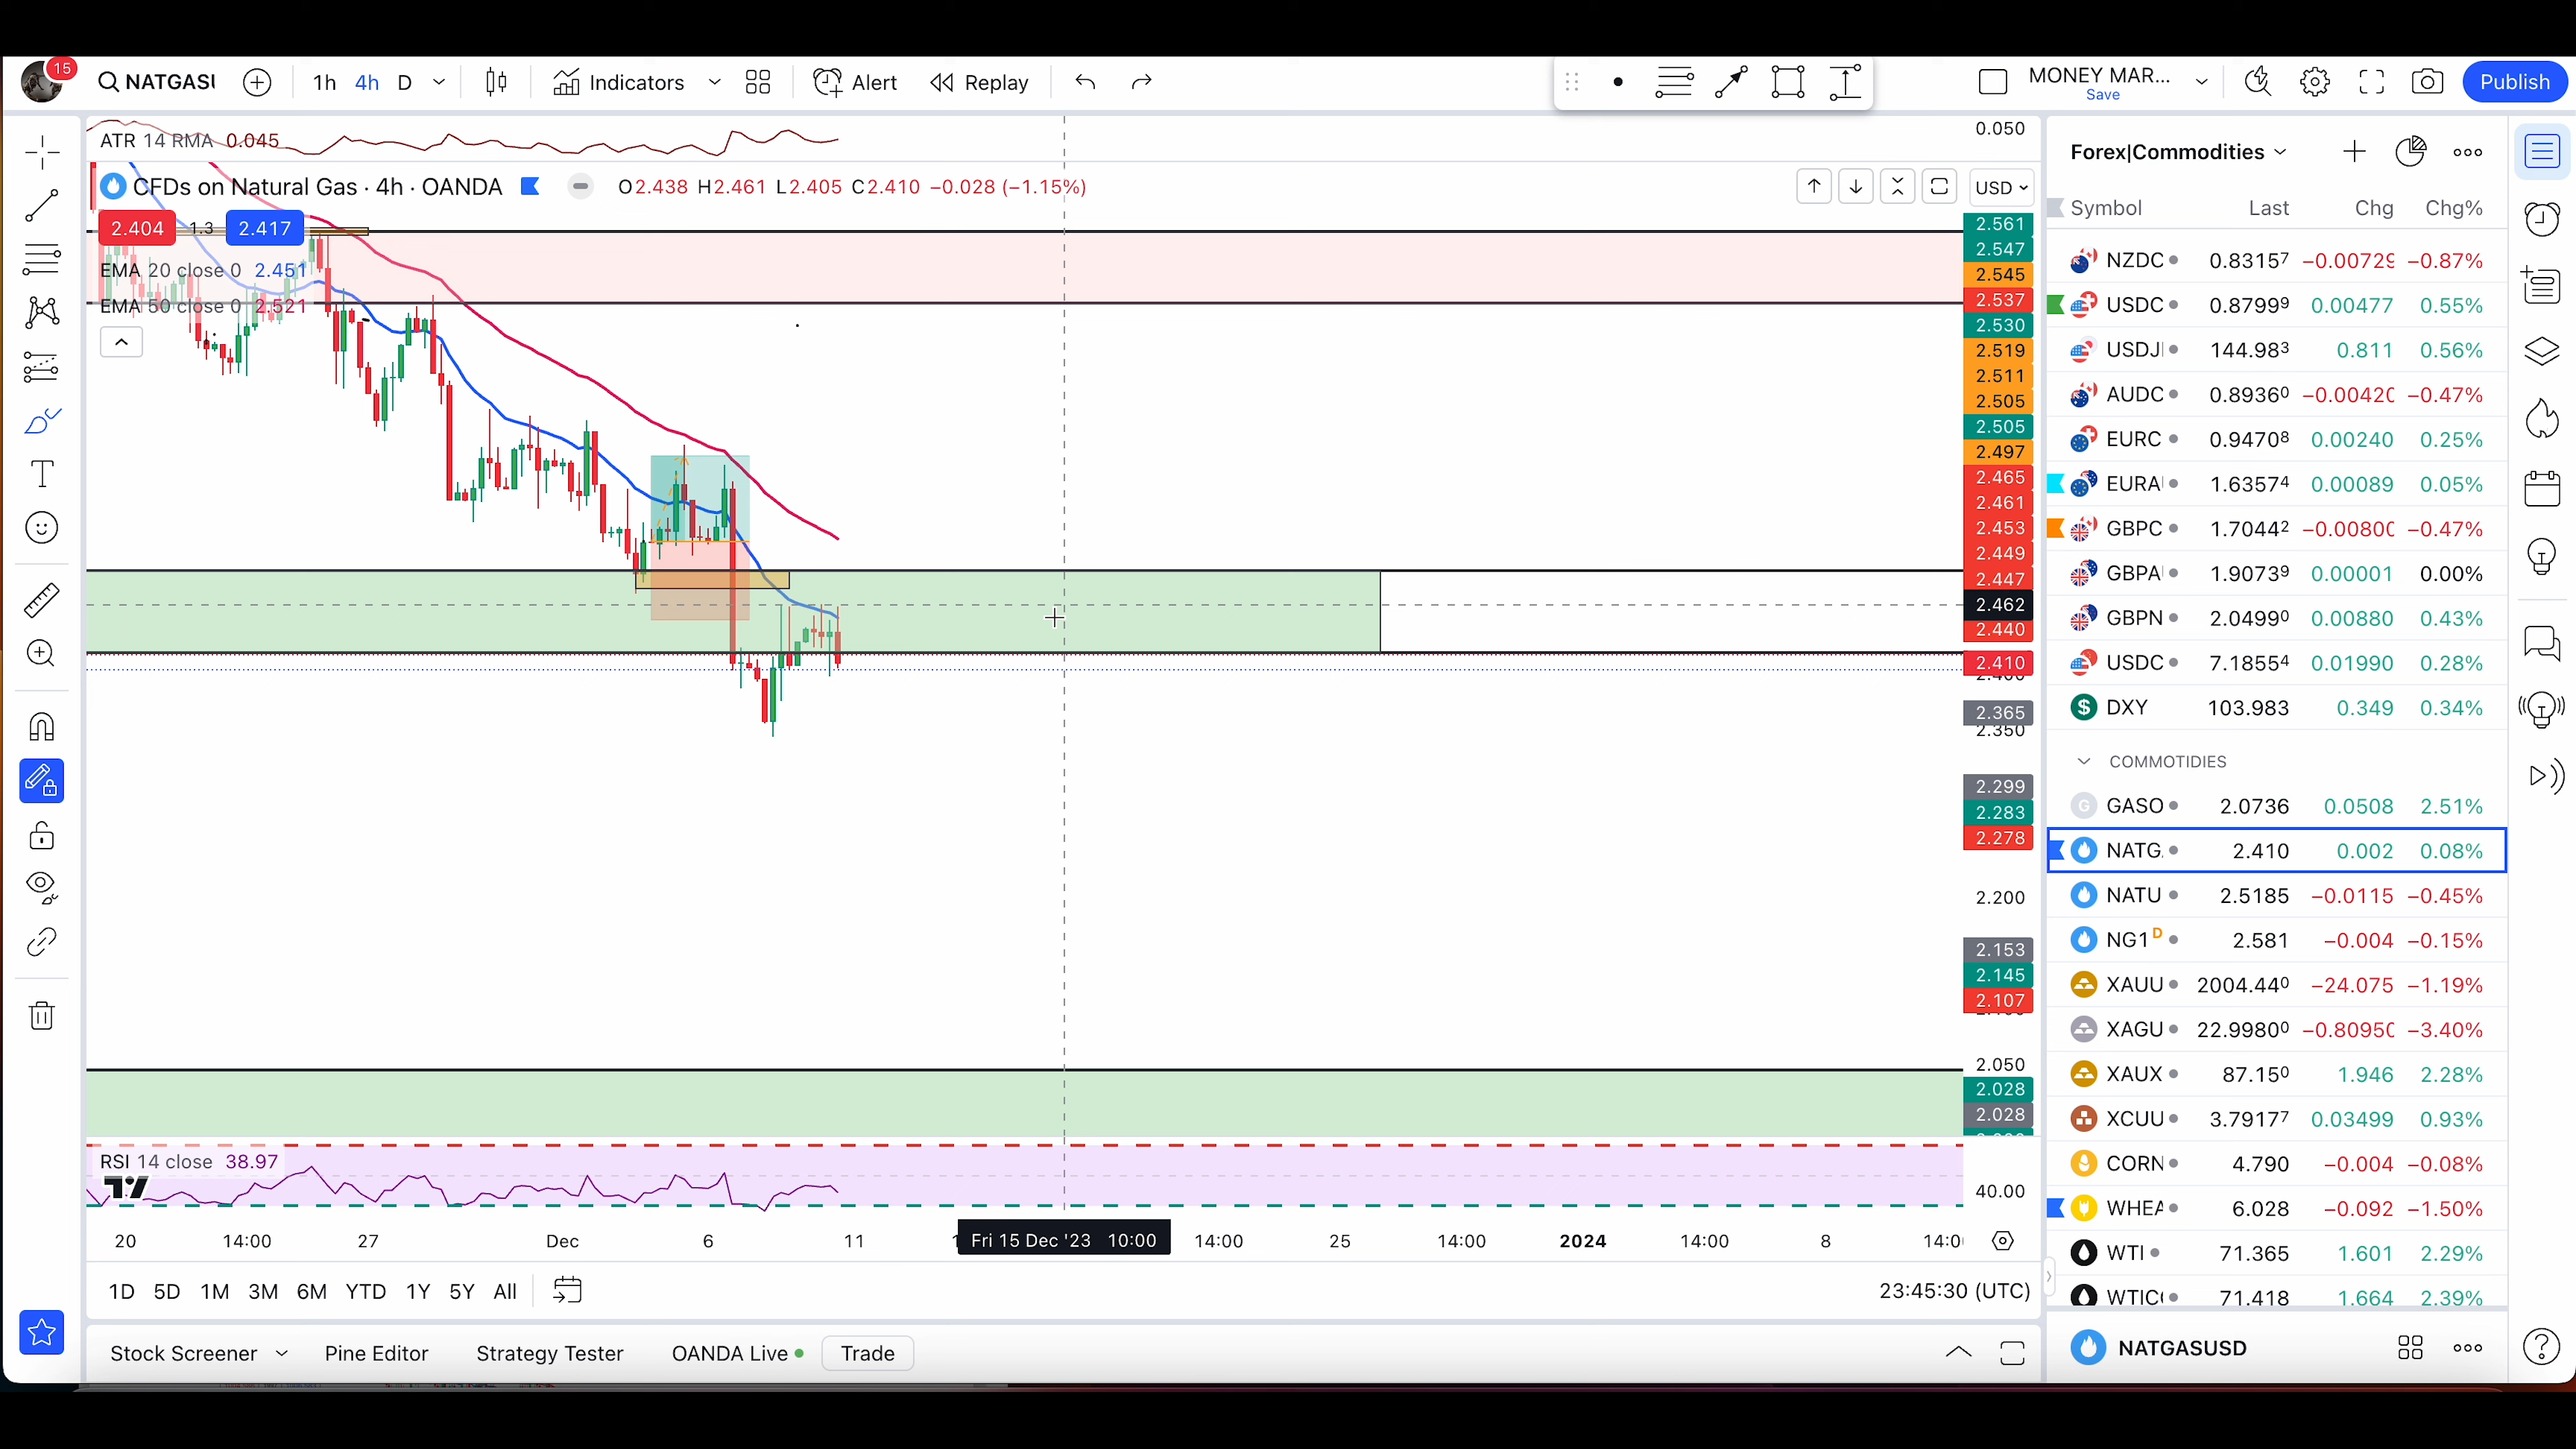 15
NATGASU
1h 4h D
Indicators
Alert
Replay
MONEY MAR...
Save
Publish
ATR 14 RMA 0.045
0.050
CFDs on Natural Gas · 4h · OANDA
O2.438 H2.461 L2.405 C2.410 −0.028 (−1.15%)
USD
2.404 1.3 2.417
EMA 20 close 0 2.451
EMA 50 close 0 2.521
2.561
2.547
2.545
2.537
2.530
2.519
2.511
2.505
2.505
2.497
2.465
2.461
2.453
2.449
2.447
2.462
2.440
2.410
2.400
2.365
2.350
2.299
2.283
2.278
2.200
2.153
2.145
2.107
2.050
2.028
2.028
RSI 14 close 38.97
40.00
20 14:00 27 Dec 6 11 Fri 15 Dec '23 10:00 14:00 25 14:00 2024 14:00 8 14:0
1D 5D 1M 3M 6M YTD 1Y 5Y All
23:45:30 (UTC)
Stock Screener Pine Editor Strategy Tester OANDA Live Trade
Forex|Commodities
Symbol Last Chg Chg%
NZDC 0.83157 −0.00729 −0.87%
USDC 0.87999 0.00477 0.55%
USDJ 144.983 0.811 0.56%
AUDC 0.89360 −0.00420 −0.47%
EURC 0.94708 0.00240 0.25%
EURA 1.63574 0.00089 0.05%
GBPC 1.70442 −0.00800 −0.47%
GBPA 1.90739 0.00001 0.00%
GBPN 2.04990 0.00880 0.43%
USDC 7.18554 0.01990 0.28%
DXY 103.983 0.349 0.34%
COMMOTIDIES
GASO 2.0736 0.0508 2.51%
NATG 2.410 0.002 0.08%
NATU 2.5185 −0.0115 −0.45%
NG1 D 2.581 −0.004 −0.15%
XAUU 2004.440 −24.075 −1.19%
XAGU 22.99800 −0.80950 −3.40%
XAUX 87.150 1.946 2.28%
XCUU 3.79177 0.03499 0.93%
CORN 4.790 −0.004 −0.08%
WHEA 6.028 −0.092 −1.50%
WTI 71.365 1.601 2.29%
WTICO 71.418 1.664 2.39%
NATGASUSD